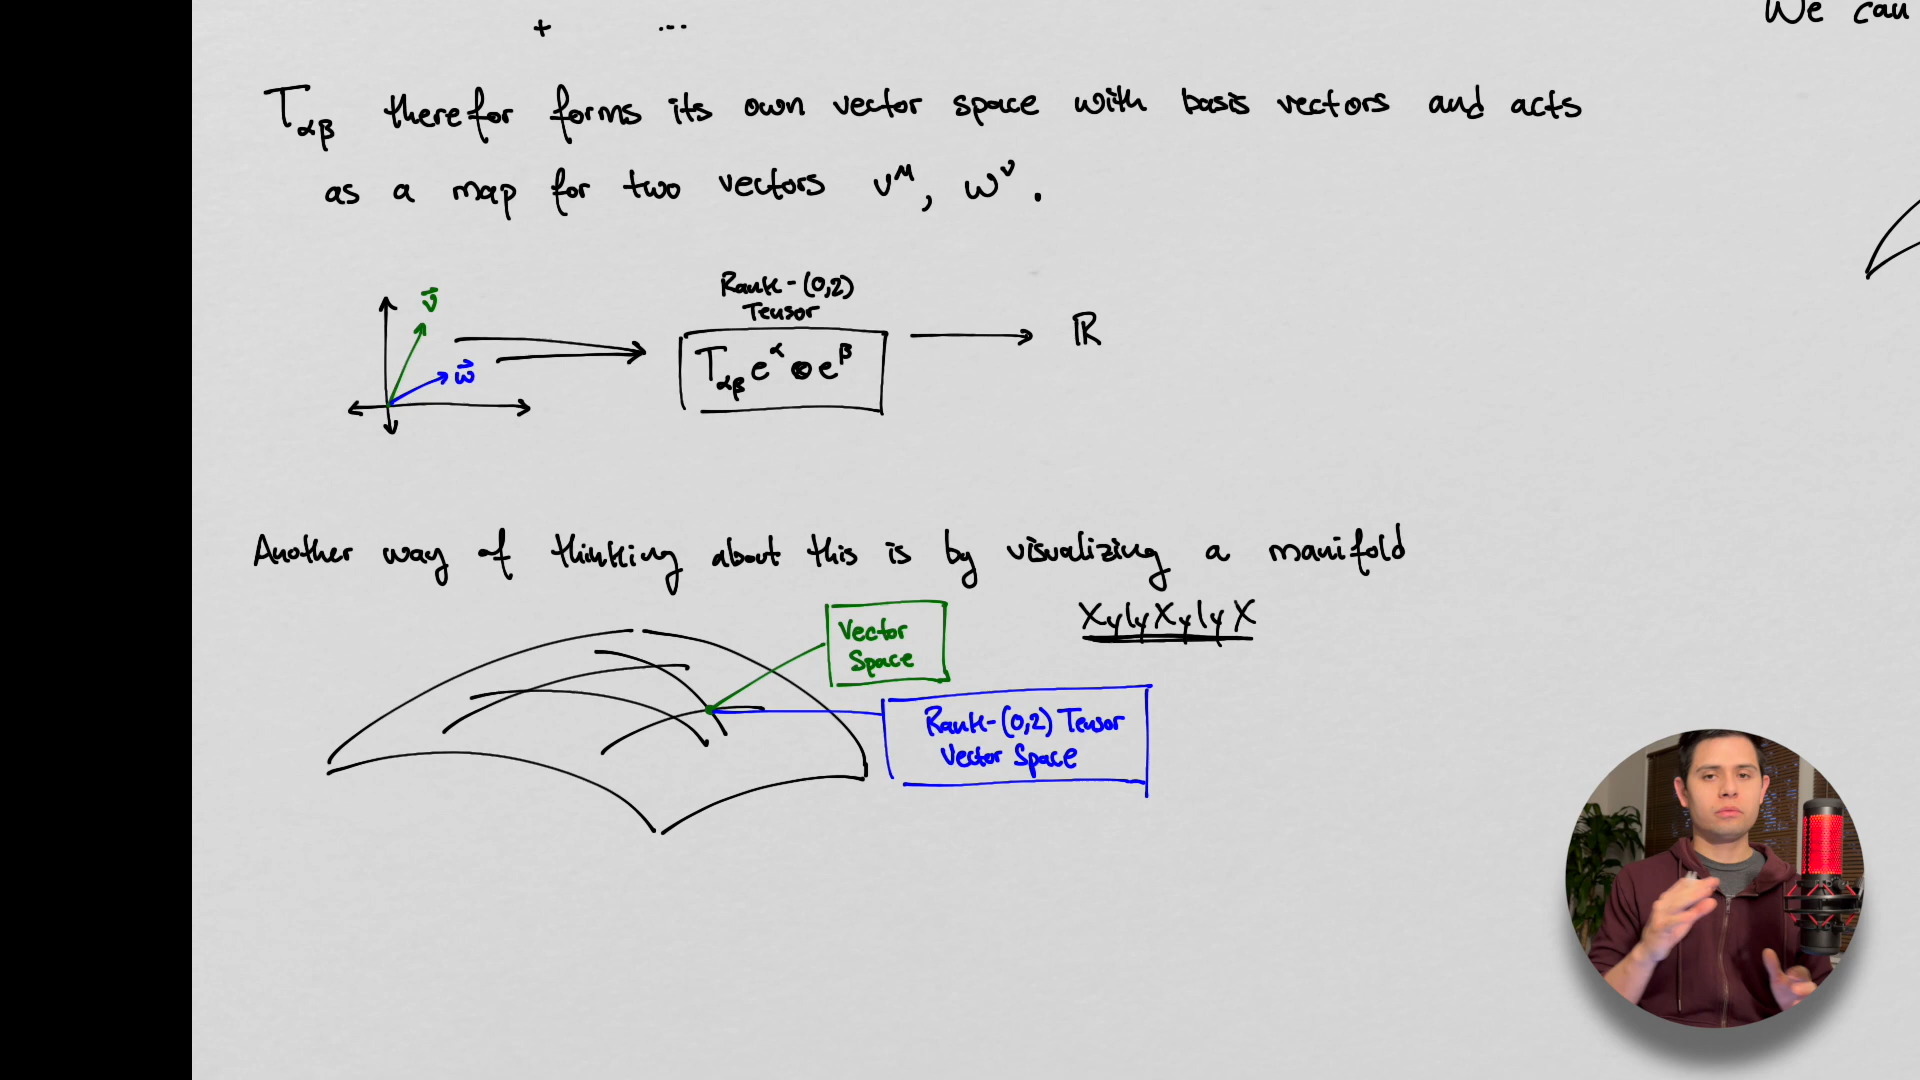 + ...
We can
Tαβ therefor forms its own vector space with basis vectors and acts
as a map for two vectors v^μ, w^ν.
v⃗
w⃗
Rank-(0,2)
Tensor
Tαβ e^α ⊗ e^β
ℝ
Another way of thinking about this is by visualizing a manifold
XylyXylyX
Vector
Space
Rank-(0,2) Tensor
Vector Space